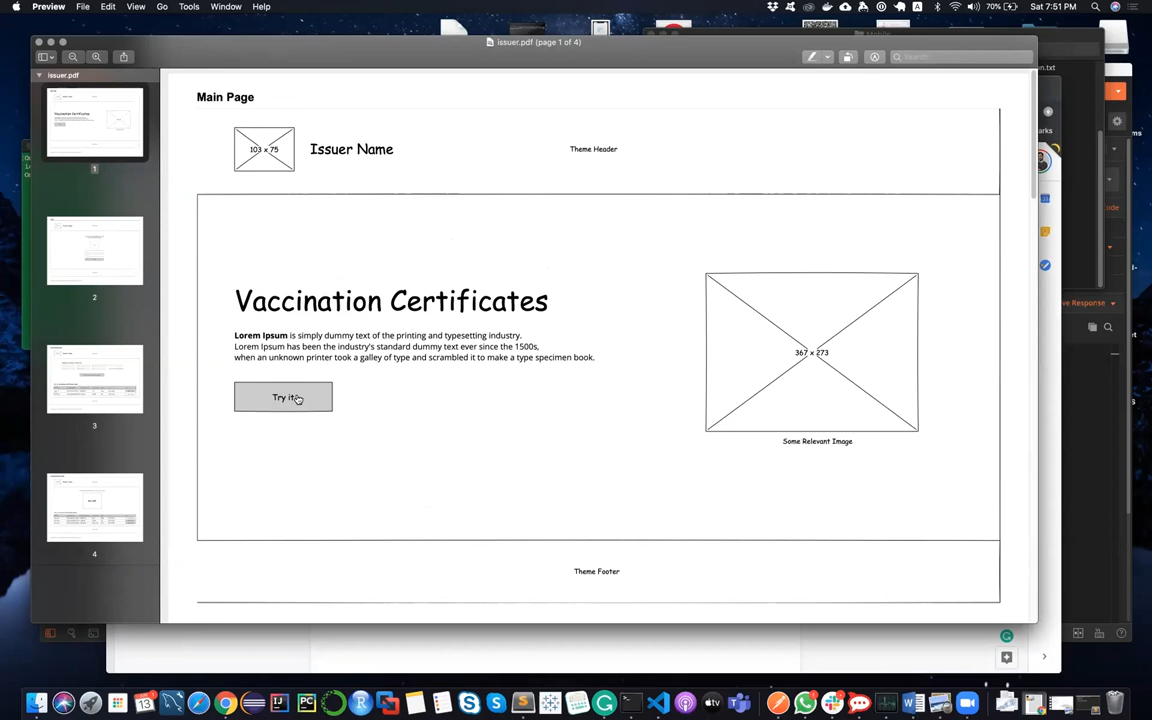 Preview File Edit View Go Tools Window Help
70% Sat 7:51 PM
issuer.pdf (page 1 of 4)
Search
issuer.pdf
1
2
3
4
Main Page
103 x 75
Issuer Name
Theme Header
Vaccination Certificates
Lorem Ipsum is simply dummy text of the printing and typesetting industry.
Lorem Ipsum has been the industry's standard dummy text ever since the 1500s,
when an unknown printer took a galley of type and scrambled it to make a type specimen book.
Try it
367 x 273
Some Relevant Image
Theme Footer